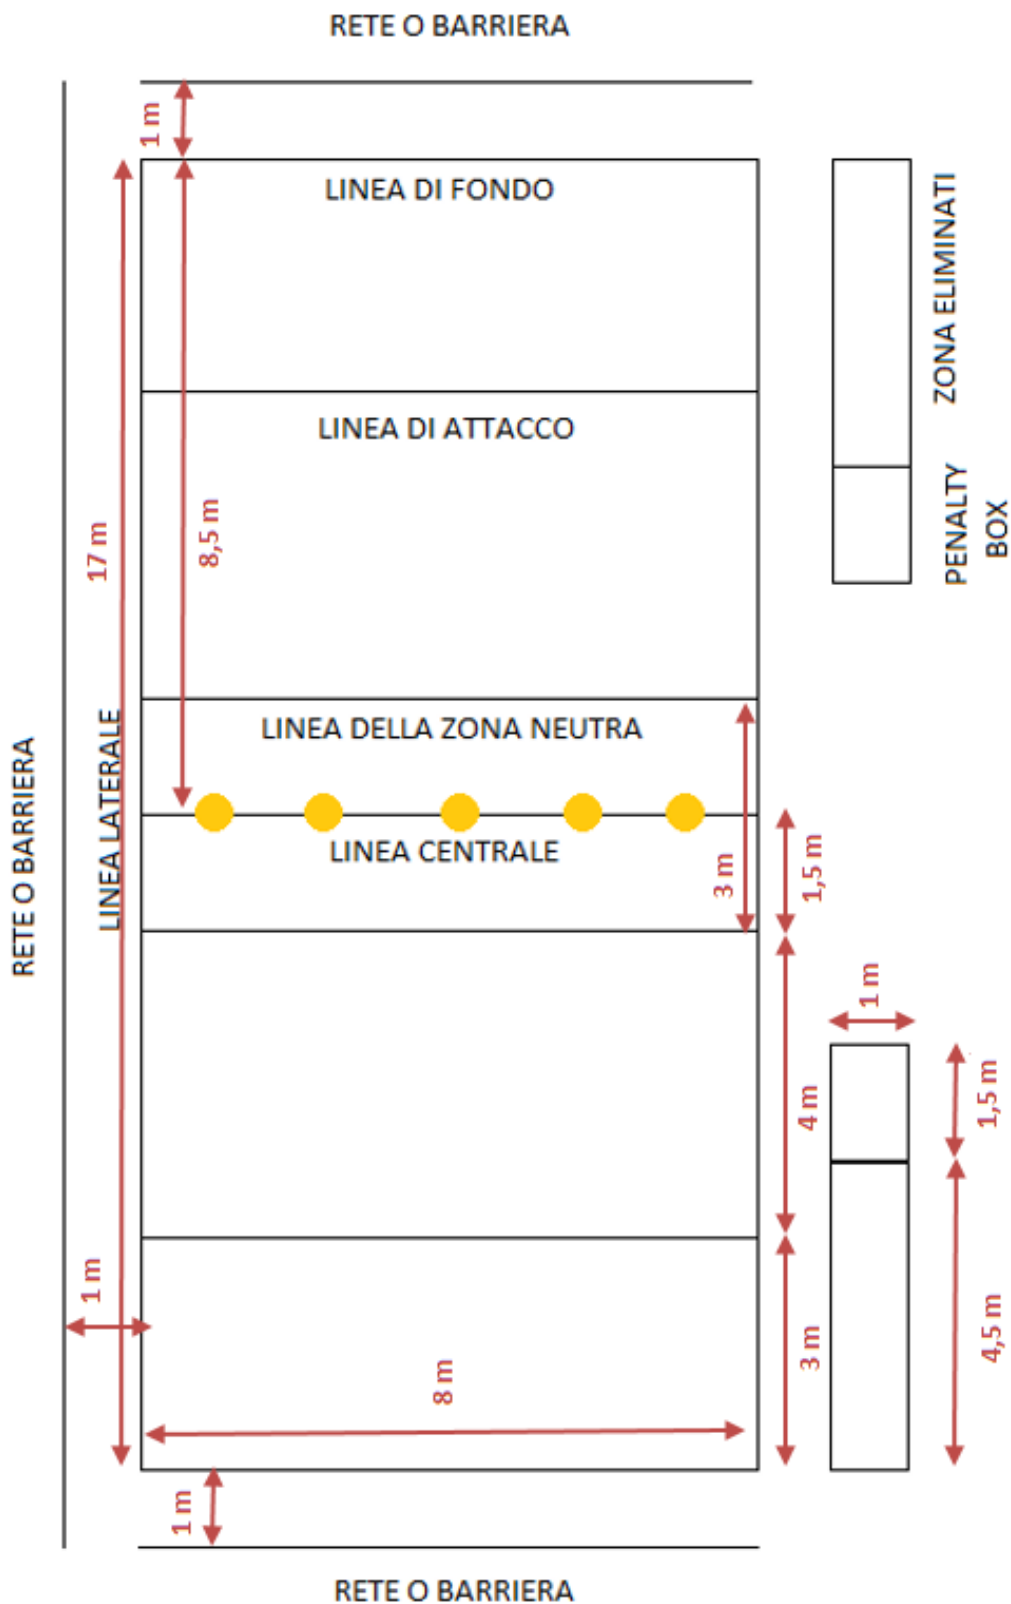 RETE O BARRIERA
1 m
LINEA DI FONDO
ZONA ELIMINATI
LINEA DI ATTACCO
PENALTY
BOX
17 m
8,5 m
LINEA LATERALE
LINEA DELLA ZONA NEUTRA
RETE O BARRIERA
LINEA CENTRALE
3 m
1,5 m
1 m
4 m
1,5 m
1 m
3 m
4,5 m
8 m
1 m
RETE O BARRIERA